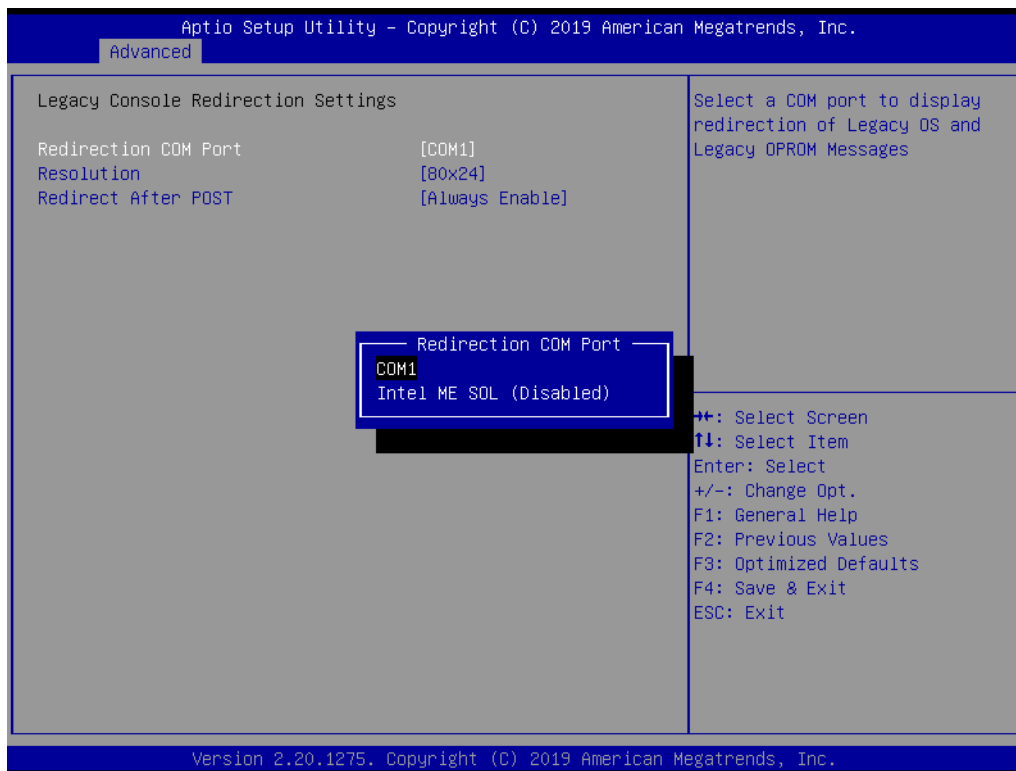 Aptio Setup Utility – Copyright (C) 2019 American Megatrends, Inc.
Advanced
Legacy Console Redirection Settings
Redirection COM Port [COM1]
Resolution [80x24]
Redirect After POST [Always Enable]
Select a COM port to display
redirection of Legacy OS and
Legacy OPROM Messages
Redirection COM Port
COM1
Intel ME SOL (Disabled)
→←: Select Screen
↑↓: Select Item
Enter: Select
+/-: Change Opt.
F1: General Help
F2: Previous Values
F3: Optimized Defaults
F4: Save & Exit
ESC: Exit
Version 2.20.1275. Copyright (C) 2019 American Megatrends, Inc.